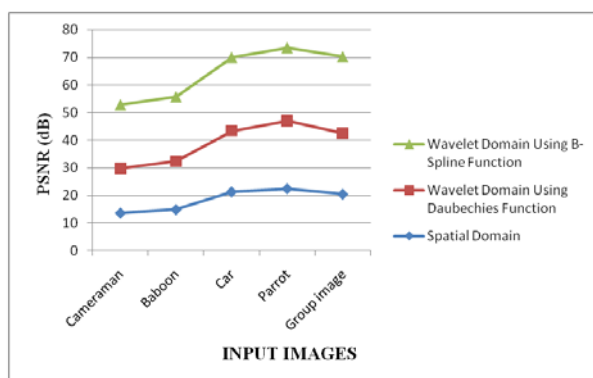 80
70
60
50
40
30
20
10
0
PSNR (dB)
Cameraman
Baboon
Car
Parrot
Group image
INPUT IMAGES
Wavelet Domain Using B-
Spline Function
Wavelet Domain Using
Daubechies Function
Spatial Domain